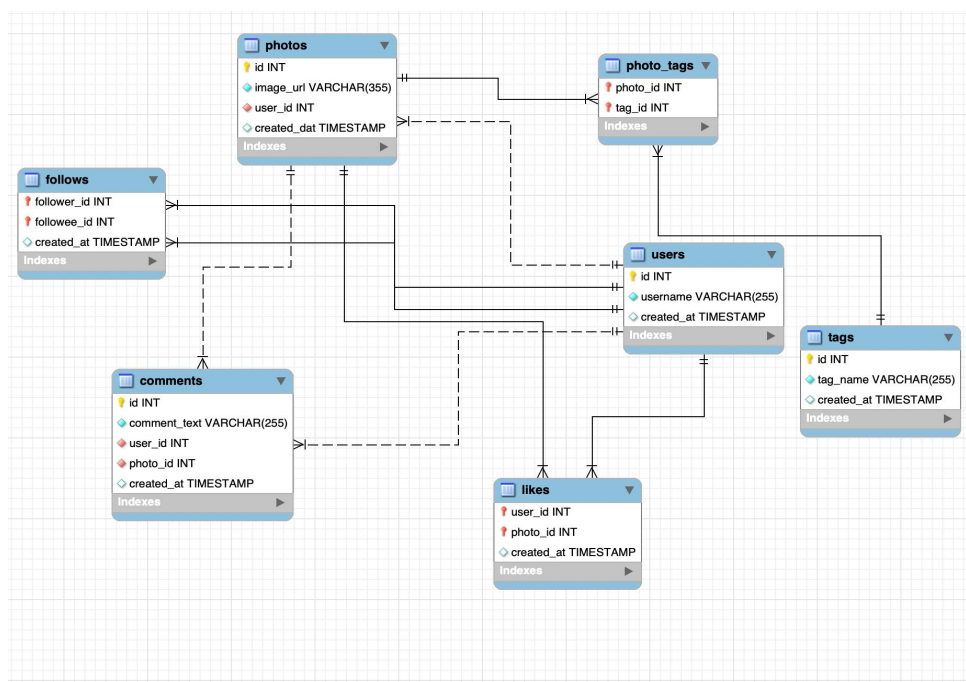 photos
id INT
image_url VARCHAR(355)
user_id INT
created_dat TIMESTAMP
Indexes
photo_tags
photo_id INT
tag_id INT
Indexes
follows
follower_id INT
followee_id INT
created_at TIMESTAMP
Indexes
users
id INT
username VARCHAR(255)
created_at TIMESTAMP
Indexes
tags
id INT
tag_name VARCHAR(255)
created_at TIMESTAMP
Indexes
comments
id INT
comment_text VARCHAR(255)
user_id INT
photo_id INT
created_at TIMESTAMP
Indexes
likes
user_id INT
photo_id INT
created_at TIMESTAMP
Indexes